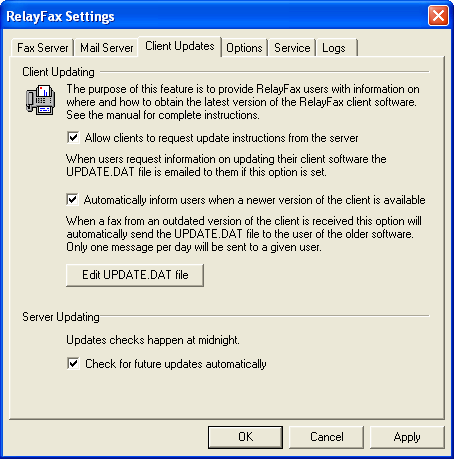 RelayFax Settings
Fax Server Mail Server Client Updates Options Service Logs
Client Updating
The purpose of this feature is to provide RelayFax users with information on
where and how to obtain the latest version of the RelayFax client software.
See the manual for complete instructions.
Allow clients to request update instructions from the server
When users request information on updating their client software the
UPDATE.DAT file is emailed to them if this option is set.
Automatically inform users when a newer version of the client is available
When a fax from an outdated version of the client is received this option will
automatically send the UPDATE.DAT file to the user of the older software.
Only one message per day will be sent to a given user.
Edit UPDATE.DAT file
Server Updating
Updates checks happen at midnight.
Check for future updates automatically
OK Cancel Apply